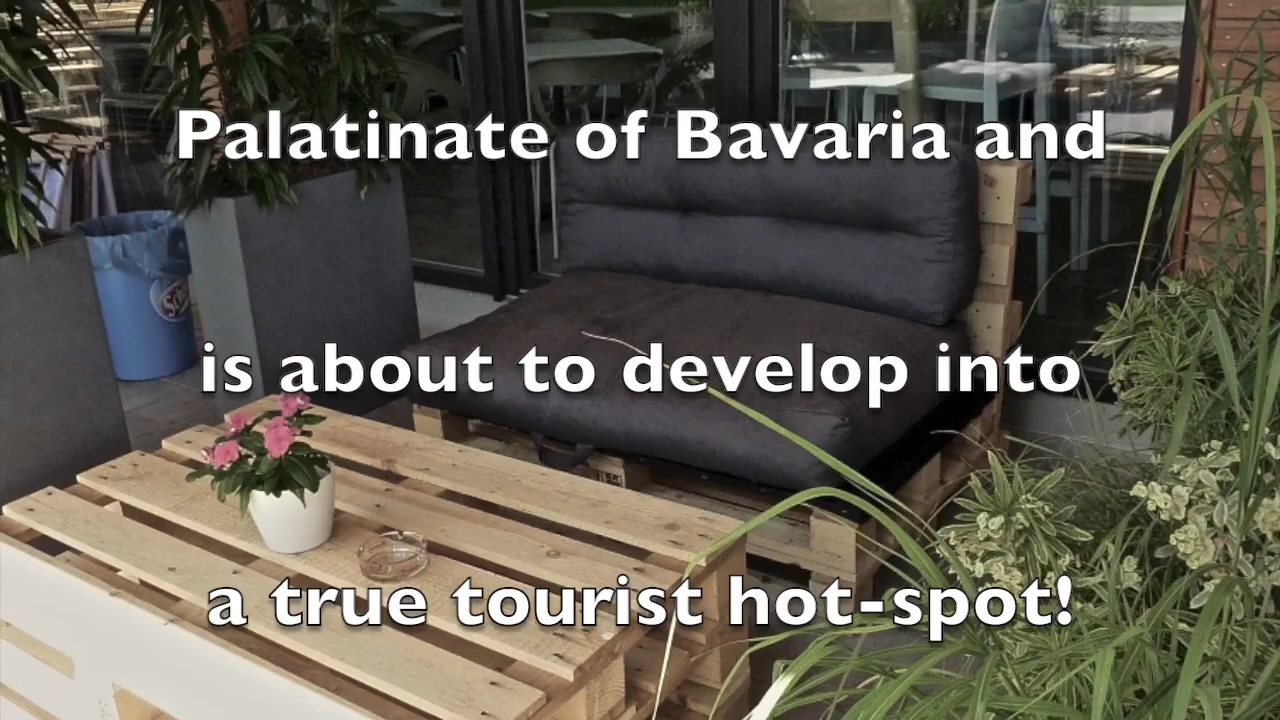 Palatinate of Bavaria and
is about to develop into
a true tourist hot-spot!